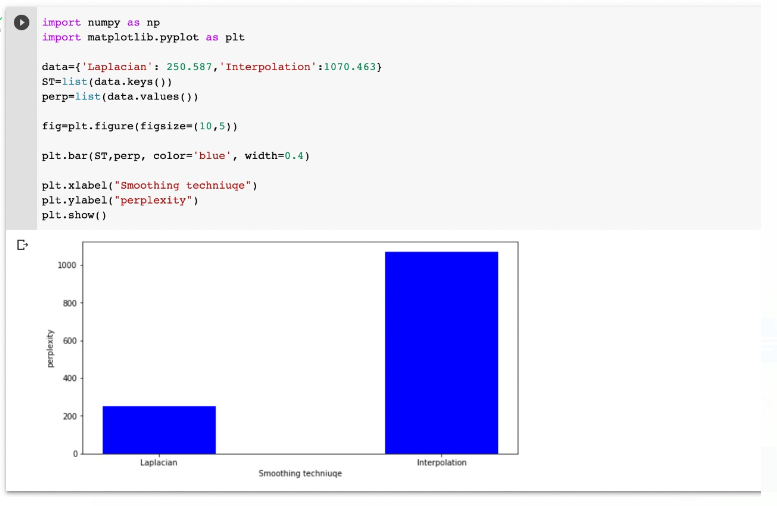 import numpy as np
import matplotlib.pyplot as plt
data={'Laplacian': 250.587,'Interpolation':1070.463}
ST=list(data.keys())
perp=list(data.values())
fig=plt.figure(figsize=(10,5))
plt.bar(ST,perp, color='blue', width=0.4)
plt.xlabel("Smoothing techniuqe")
plt.ylabel("perplexity")
plt.show()
1000
800
600
400
200
0
perplexity
Laplacian Interpolation
Smoothing techniuqe